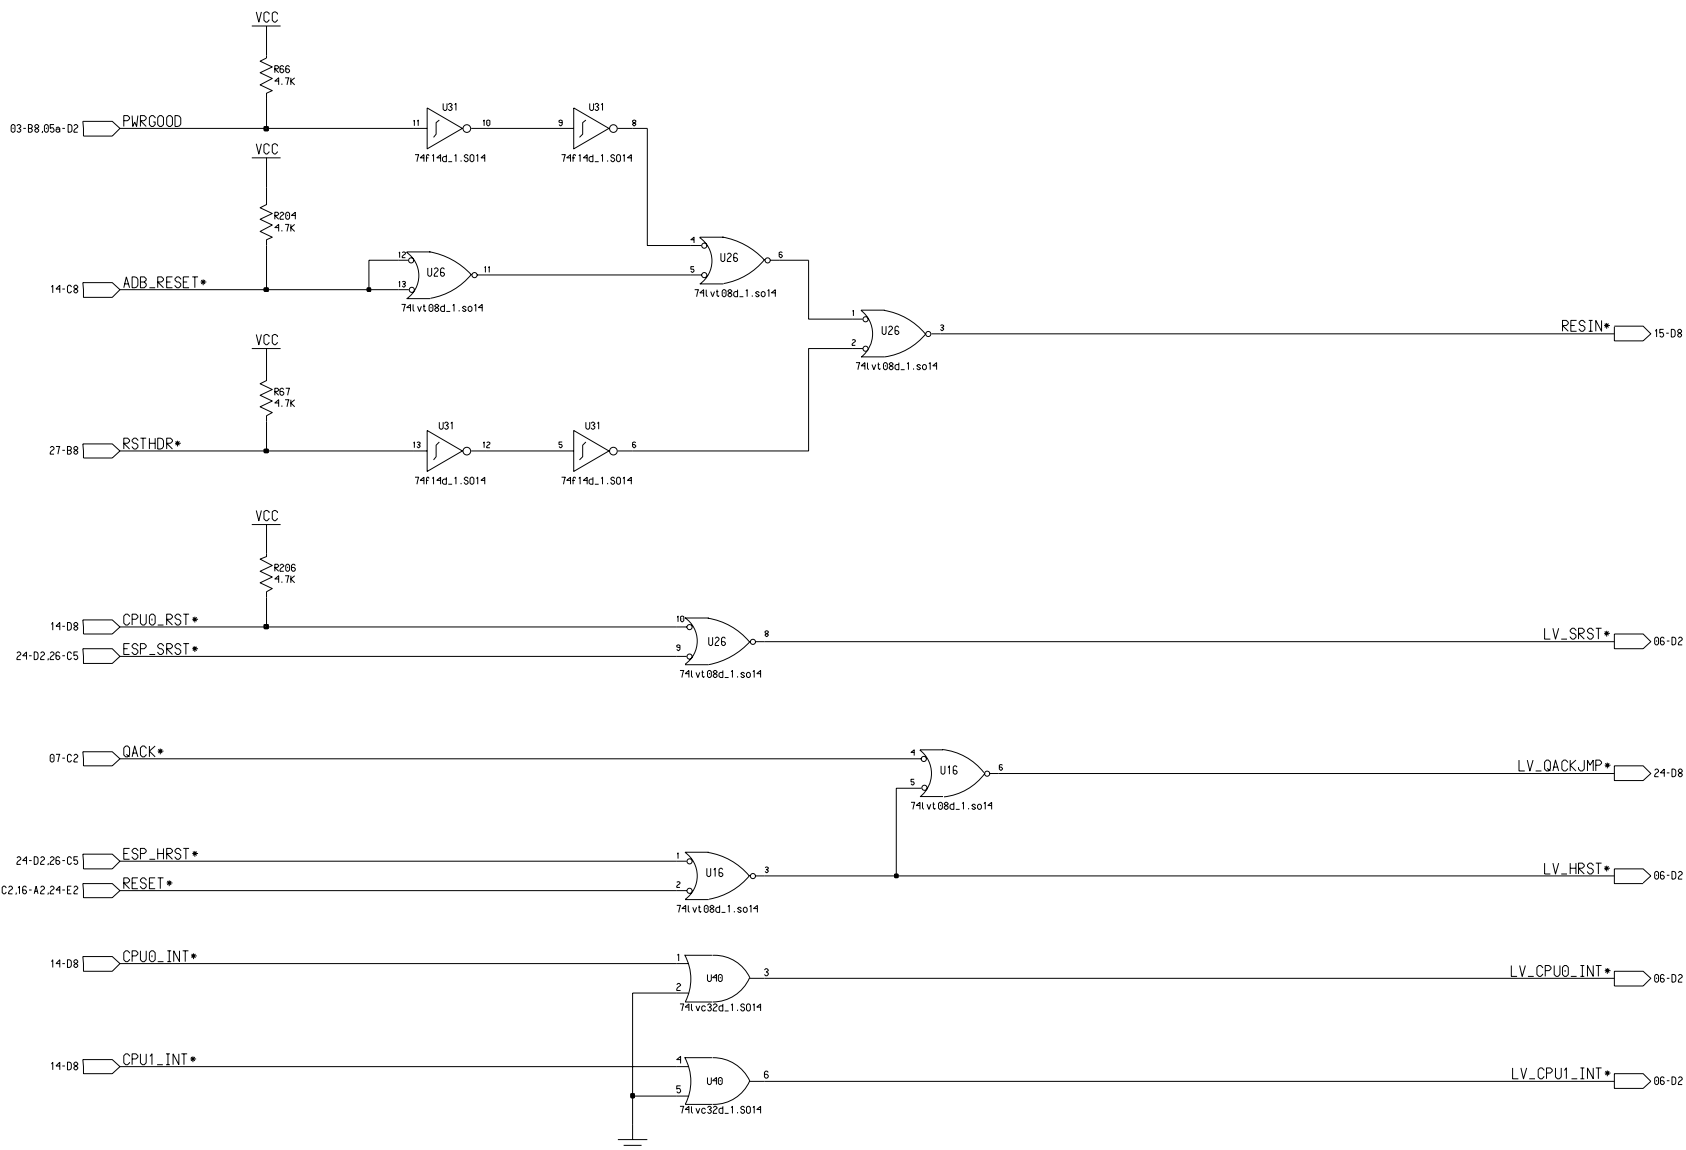 VCC
R66
4.7K
03-B8,05a-D2 PWRGOOD
11 U31 10
74f14d_1.SO14
9 U31 8
74f14d_1.SO14
VCC
R204
4.7K
14-C8 ADB_RESET*
12
13 U26 11
74lvt08d_1.so14
4
5 U26 6
74lvt08d_1.so14
1
2 U26 3
74lvt08d_1.so14
RESIN* 15-D8
VCC
R67
4.7K
27-B8 RSTHDR*
13 U31 12
74f14d_1.SO14
5 U31 6
74f14d_1.SO14
VCC
R206
4.7K
14-D8 CPU0_RST*
24-D2,26-C5 ESP_SRST*
10
9 U26 8
74lvt08d_1.so14
LV_SRST* 06-D2
07-C2 QACK*
4
5 U16 6
74lvt08d_1.so14
LV_QACKJMP* 24-D8
24-D2,26-C5 ESP_HRST*
C2,16-A2,24-E2 RESET*
1
2 U16 3
74lvt08d_1.so14
LV_HRST* 06-D2
14-D8 CPU0_INT*
1
2 U40 3
74lvc32d_1.SO14
LV_CPU0_INT* 06-D2
14-D8 CPU1_INT*
4
5 U40 6
74lvc32d_1.SO14
LV_CPU1_INT* 06-D2